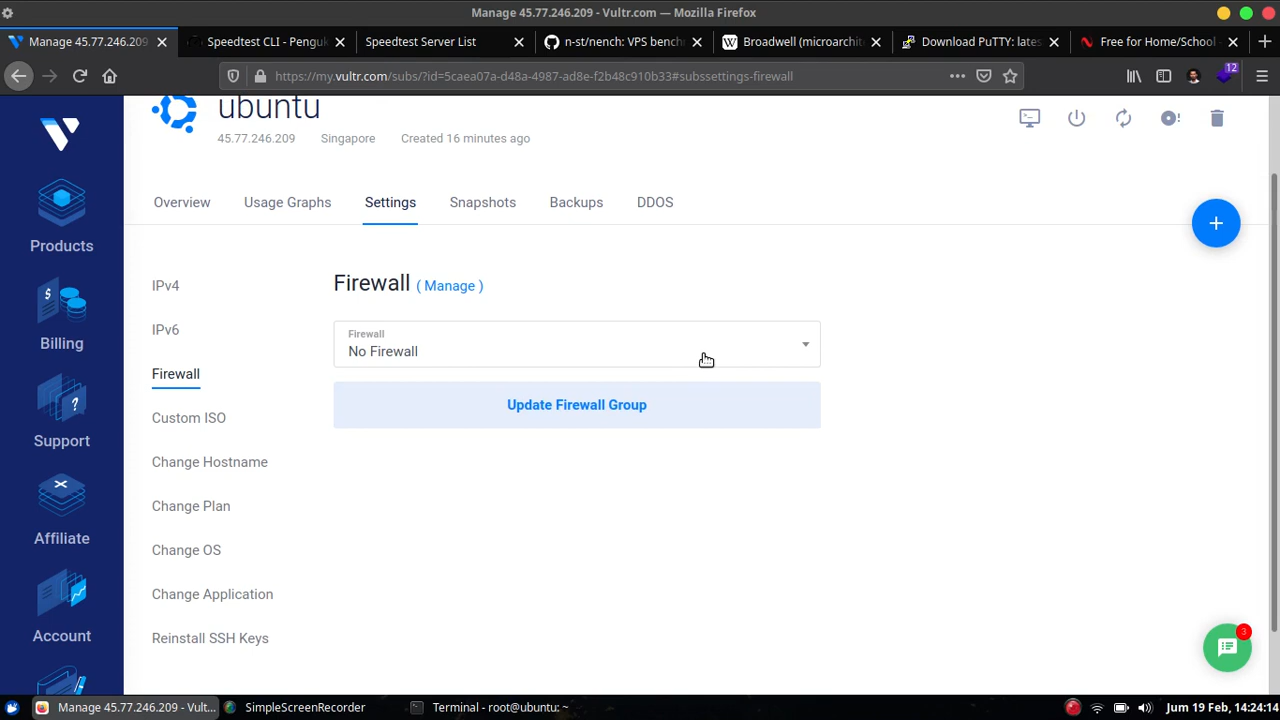 Manage 45.77.246.209 - Vultr.com — Mozilla Firefox
Manage 45.77.246.209
Speedtest CLI - Penguk
Speedtest Server List
n-st/nench: VPS bench
Broadwell (microarchit
Download PuTTY: lates
Free for Home/School -
https://my.vultr.com/subs/?id=5caea07a-d48a-4987-ad8e-f2b48c910b33#subssettings-firewall
12
ubuntu
45.77.246.209
Singapore
Created 16 minutes ago
Overview
Usage Graphs
Settings
Snapshots
Backups
DDOS
Products
Billing
Support
Affiliate
Account
IPv4
IPv6
Firewall
Custom ISO
Change Hostname
Change Plan
Change OS
Change Application
Reinstall SSH Keys
Firewall ( Manage )
Firewall
No Firewall
Update Firewall Group
3
Manage 45.77.246.209 - Vult...
SimpleScreenRecorder
Terminal - root@ubuntu: ~
Jum 19 Feb, 14:24:14